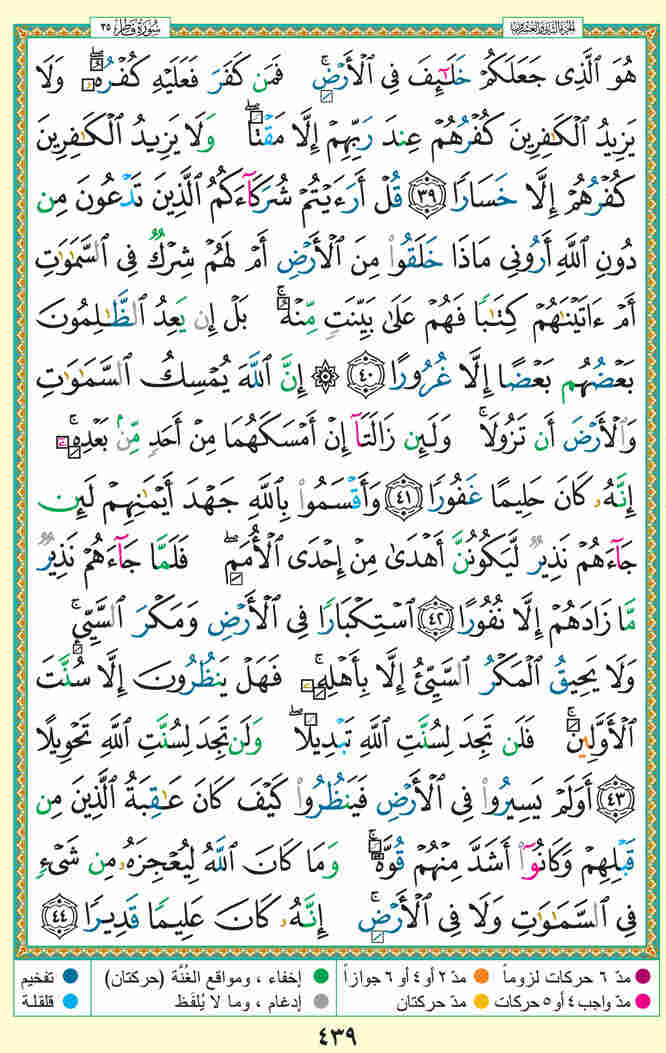 سُورَةُ فَاطِرٍ ٣٥
الجزء الثاني والعشرون
هُوَ ٱلَّذِى جَعَلَكُمْ خَلَـٰٓئِفَ فِى ٱلْأَرْضِ ۚ فَمَن كَفَرَ فَعَلَيْهِ كُفْرُهُۥ ۖ وَلَا
يَزِيدُ ٱلْكَـٰفِرِينَ كُفْرُهُمْ عِندَ رَبِّهِمْ إِلَّا مَقْتًا ۖ وَلَا يَزِيدُ ٱلْكَـٰفِرِينَ
كُفْرُهُمْ إِلَّا خَسَارًا ﴿٣٩﴾ قُلْ أَرَءَيْتُمْ شُرَكَآءَكُمُ ٱلَّذِينَ تَدْعُونَ مِن
دُونِ ٱللَّهِ أَرُونِى مَاذَا خَلَقُوا۟ مِنَ ٱلْأَرْضِ أَمْ لَهُمْ شِرْكٌ فِى ٱلسَّمَـٰوَٰتِ
أَمْ ءَاتَيْنَـٰهُمْ كِتَـٰبًا فَهُمْ عَلَىٰ بَيِّنَتٍ مِّنْهُ ۚ بَلْ إِن يَعِدُ ٱلظَّـٰلِمُونَ
بَعْضُهُم بَعْضًا إِلَّا غُرُورًا ﴿٤٠﴾ ۞ إِنَّ ٱللَّهَ يُمْسِكُ ٱلسَّمَـٰوَٰتِ
وَٱلْأَرْضَ أَن تَزُولَا ۚ وَلَئِن زَالَتَآ إِنْ أَمْسَكَهُمَا مِنْ أَحَدٍ مِّنۢ بَعْدِهِۦٓ ۚ
إِنَّهُۥ كَانَ حَلِيمًا غَفُورًا ﴿٤١﴾ وَأَقْسَمُوا۟ بِٱللَّهِ جَهْدَ أَيْمَـٰنِهِمْ لَئِن
جَآءَهُمْ نَذِيرٌ لَّيَكُونُنَّ أَهْدَىٰ مِنْ إِحْدَى ٱلْأُمَمِ ۖ فَلَمَّا جَآءَهُمْ نَذِيرٌ
مَّا زَادَهُمْ إِلَّا نُفُورًا ﴿٤٢﴾ ٱسْتِكْبَارًا فِى ٱلْأَرْضِ وَمَكْرَ ٱلسَّيِّئِ ۚ
وَلَا يَحِيقُ ٱلْمَكْرُ ٱلسَّيِّئُ إِلَّا بِأَهْلِهِۦ ۚ فَهَلْ يَنظُرُونَ إِلَّا سُنَّتَ
ٱلْأَوَّلِينَ ۚ فَلَن تَجِدَ لِسُنَّتِ ٱللَّهِ تَبْدِيلًا ۖ وَلَن تَجِدَ لِسُنَّتِ ٱللَّهِ تَحْوِيلًا
﴿٤٣﴾ أَوَلَمْ يَسِيرُوا۟ فِى ٱلْأَرْضِ فَيَنظُرُوا۟ كَيْفَ كَانَ عَـٰقِبَةُ ٱلَّذِينَ مِن
قَبْلِهِمْ وَكَانُوٓا۟ أَشَدَّ مِنْهُمْ قُوَّةً ۚ وَمَا كَانَ ٱللَّهُ لِيُعْجِزَهُۥ مِن شَىْءٍ
فِى ٱلسَّمَـٰوَٰتِ وَلَا فِى ٱلْأَرْضِ ۚ إِنَّهُۥ كَانَ عَلِيمًا قَدِيرًا ﴿٤٤﴾
مدّ ٦ حركات لزوماً مدّ ٢ أو ٤ أو ٦ جوازاً إخفاء ، ومواقع الغُنَّة (حركتان) تفخيم
مدّ واجب ٤ أو ٥ حركات مدّ حركتان إدغام ، وما لا يُلفَظ قلقلة
٤٣٩